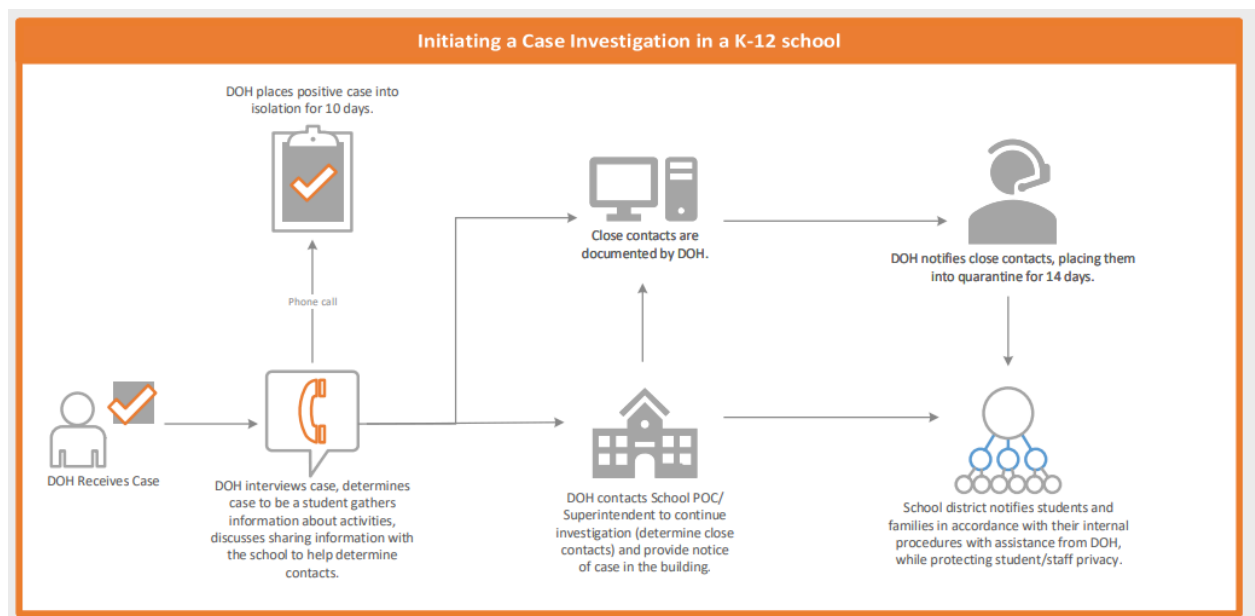 Initiating a Case Investigation in a K-12 school
DOH places positive case into
isolation for 10 days.
Phone call
DOH Receives Case
DOH interviews case, determines
case to be a student gathers
information about activities,
discusses sharing information with
the school to help determine
contacts.
Close contacts are
documented by DOH.
DOH contacts School POC/
Superintendent to continue
investigation (determine close
contacts) and provide notice
of case in the building.
DOH notifies close contacts, placing them
into quarantine for 14 days.
School district notifies students and
families in accordance with their internal
procedures with assistance from DOH,
while protecting student/staff privacy.